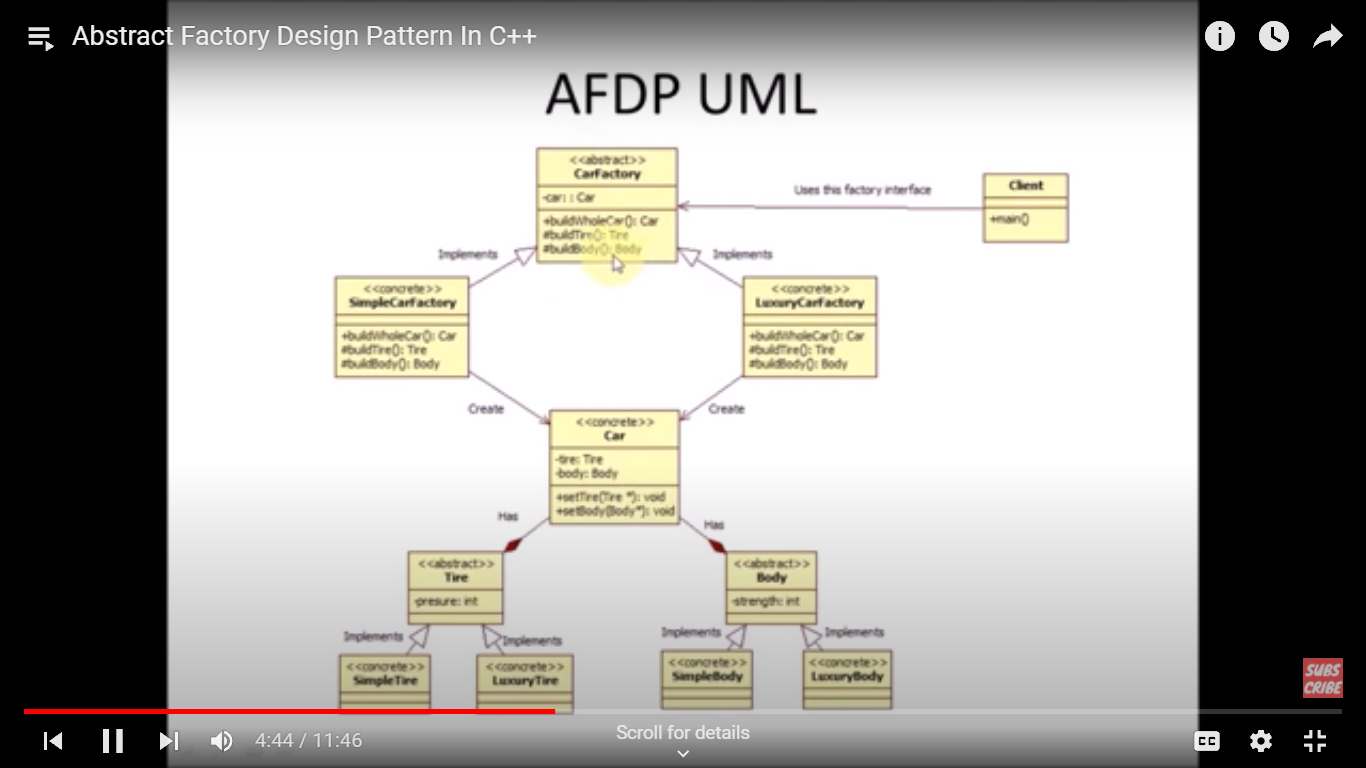 Abstract Factory Design Pattern In C++
AFDP UML
<<abstract>>
CarFactory
-car: : Car
+buildWholeCar(): Car
#buildTire(): Tire
#buildBody(): Body
Uses this factory interface
Client
+main()
Implements
Implements
<<concrete>>
SimpleCarFactory
+buildWholeCar(): Car
#buildTire(): Tire
#buildBody(): Body
<<concrete>>
LuxuryCarFactory
+buildWholeCar(): Car
#buildTire(): Tire
#buildBody(): Body
Create
Create
<<concrete>>
Car
-tire: Tire
-body: Body
+setTire(Tire *): void
+setBody(Body*): void
Has
Has
<<abstract>>
Tire
-presure: int
<<abstract>>
Body
-strength: int
Implements
Implements
Implements
Implements
<<concrete>>
SimpleTire
<<concrete>>
LuxuryTire
<<concrete>>
SimpleBody
<<concrete>>
LuxuryBody
SUBS
CRIBE
4:44 / 11:46
Scroll for details
CC